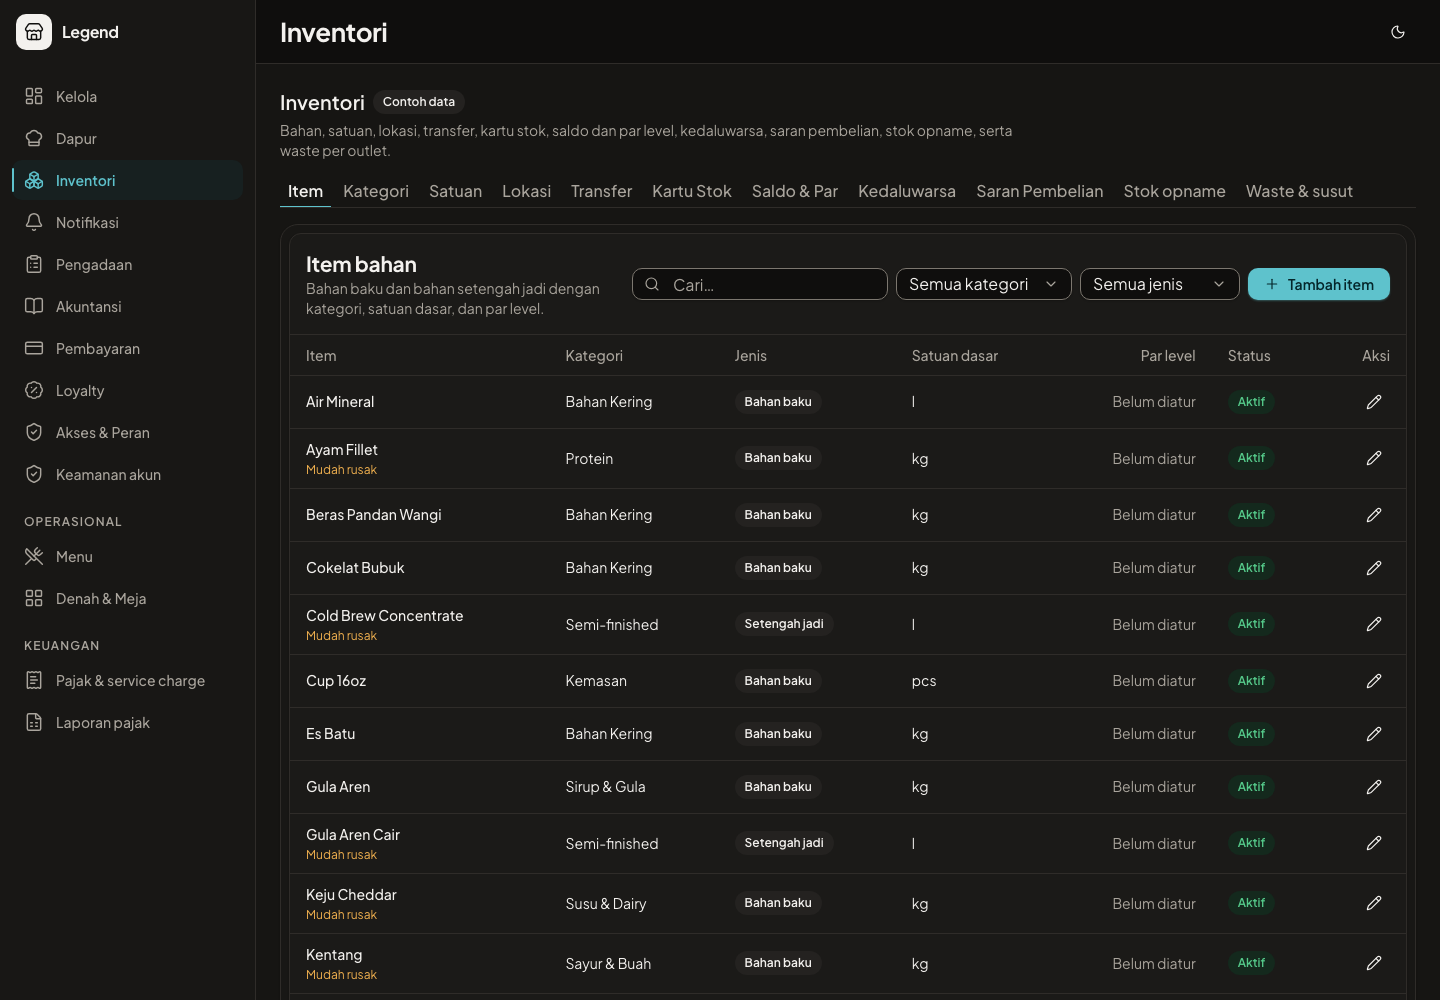 Legend
Inventori
Kelola
Dapur
Inventori
Notifikasi
Pengadaan
Akuntansi
Pembayaran
Loyalty
Akses & Peran
Keamanan akun
OPERASIONAL
Menu
Denah & Meja
KEUANGAN
Pajak & service charge
Laporan pajak
Inventori Contoh data
Bahan, satuan, lokasi, transfer, kartu stok, saldo dan par level, kedaluwarsa, saran pembelian, stok opname, serta
waste per outlet.
Item Kategori Satuan Lokasi Transfer Kartu Stok Saldo & Par Kedaluwarsa Saran Pembelian Stok opname Waste & susut
Item bahan
Bahan baku dan bahan setengah jadi dengan
kategori, satuan dasar, dan par level.
Cari... Semua kategori Semua jenis Tambah item
Item Kategori Jenis Satuan dasar Par level Status Aksi
Air Mineral Bahan Kering Bahan baku l Belum diatur Aktif
Ayam Fillet Protein Bahan baku kg Belum diatur Aktif
Mudah rusak
Beras Pandan Wangi Bahan Kering Bahan baku kg Belum diatur Aktif
Cokelat Bubuk Bahan Kering Bahan baku kg Belum diatur Aktif
Cold Brew Concentrate Semi-finished Setengah jadi l Belum diatur Aktif
Mudah rusak
Cup 16oz Kemasan Bahan baku pcs Belum diatur Aktif
Es Batu Bahan Kering Bahan baku kg Belum diatur Aktif
Gula Aren Sirup & Gula Bahan baku kg Belum diatur Aktif
Gula Aren Cair Semi-finished Setengah jadi l Belum diatur Aktif
Mudah rusak
Keju Cheddar Susu & Dairy Bahan baku kg Belum diatur Aktif
Mudah rusak
Kentang Sayur & Buah Bahan baku kg Belum diatur Aktif
Mudah rusak